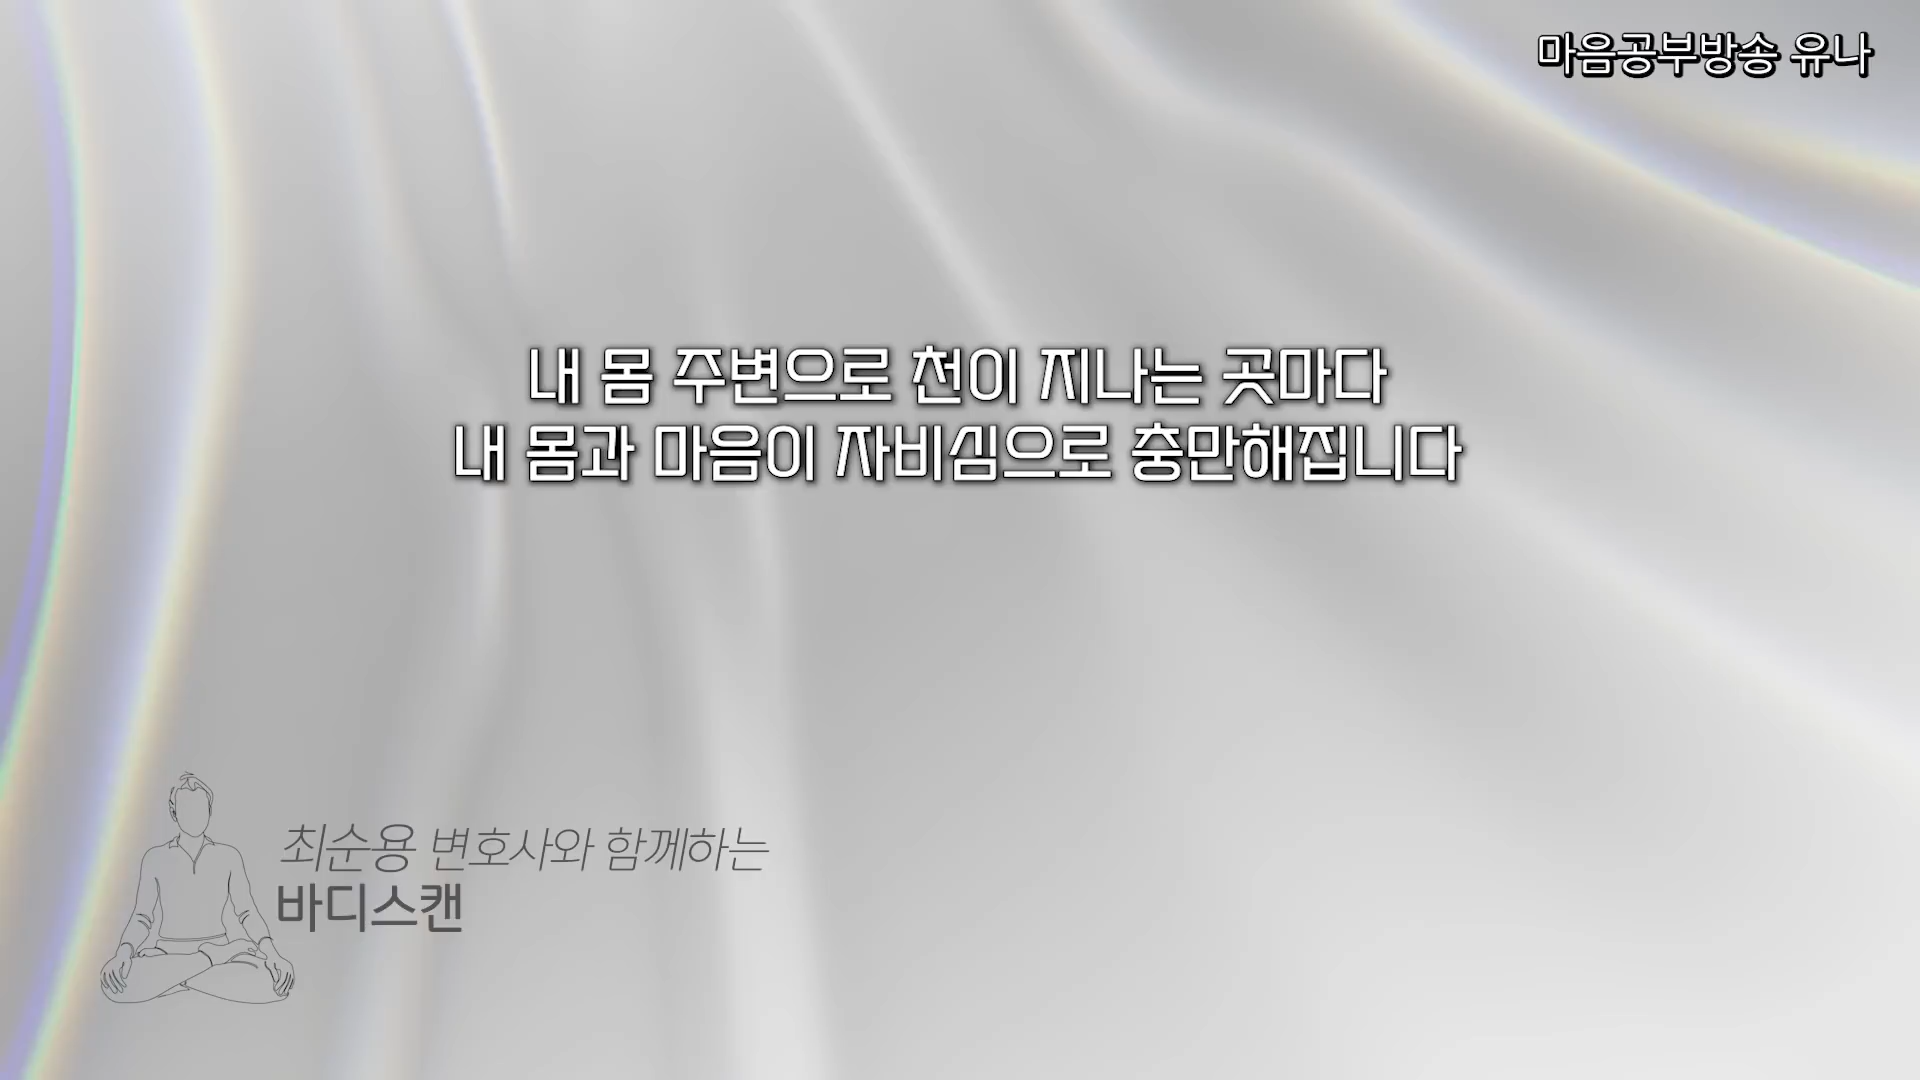 마음공부방송 유나
내 몸 주변으로 천이 지나는 곳마다
내 몸과 마음이 자비심으로 충만해집니다
최순용 변호사와 함께하는
바디스캔